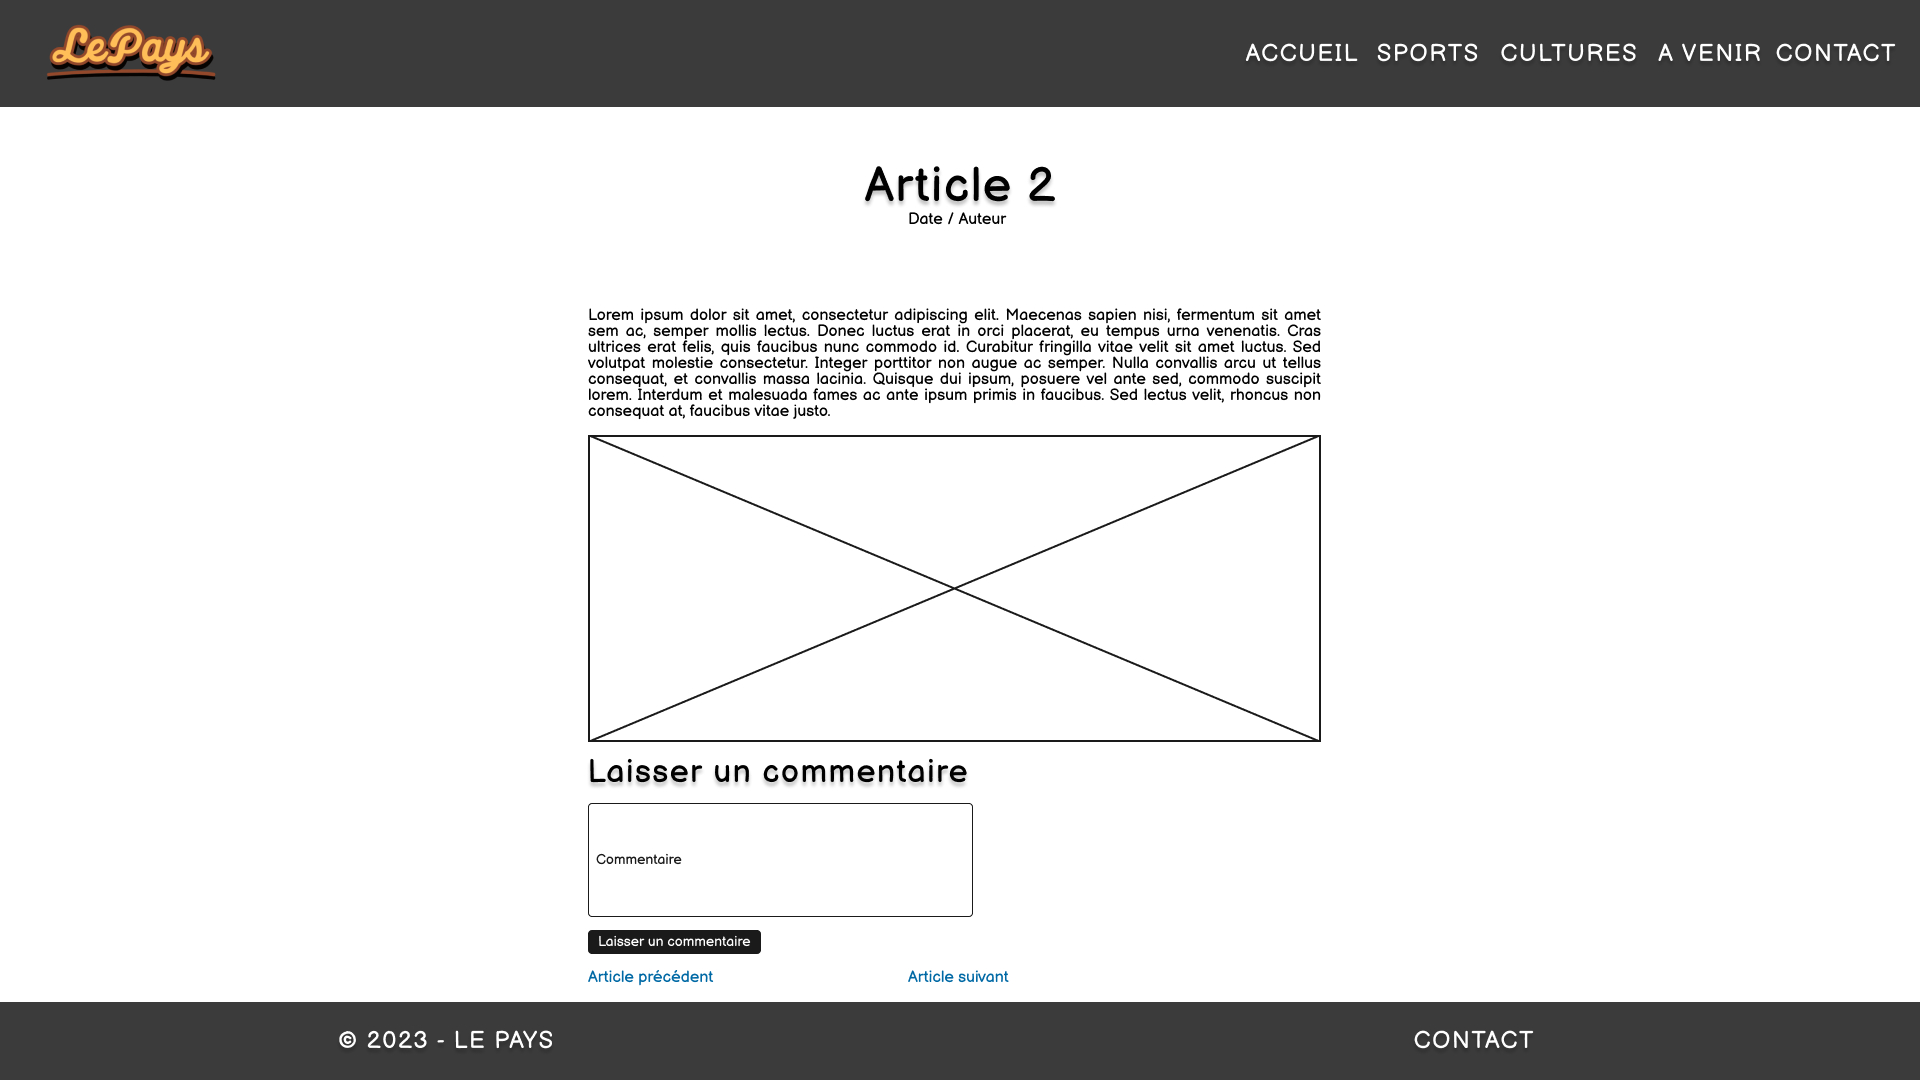 LePays
ACCUEIL SPORTS CULTURES A VENIR CONTACT
Article 2
Date / Auteur
Lorem ipsum dolor sit amet, consectetur adipiscing elit. Maecenas sapien nisi, fermentum sit amet
sem ac, semper mollis lectus. Donec luctus erat in orci placerat, eu tempus urna venenatis. Cras
ultrices erat felis, quis faucibus nunc commodo id. Curabitur fringilla vitae velit sit amet luctus. Sed
volutpat molestie consectetur. Integer porttitor non augue ac semper. Nulla convallis arcu ut tellus
consequat, et convallis massa lacinia. Quisque dui ipsum, posuere vel ante sed, commodo suscipit
lorem. Interdum et malesuada fames ac ante ipsum primis in faucibus. Sed lectus velit, rhoncus non
consequat at, faucibus vitae justo.
Laisser un commentaire
Commentaire
Laisser un commentaire
Article précédent Article suivant
© 2023 - LE PAYS CONTACT